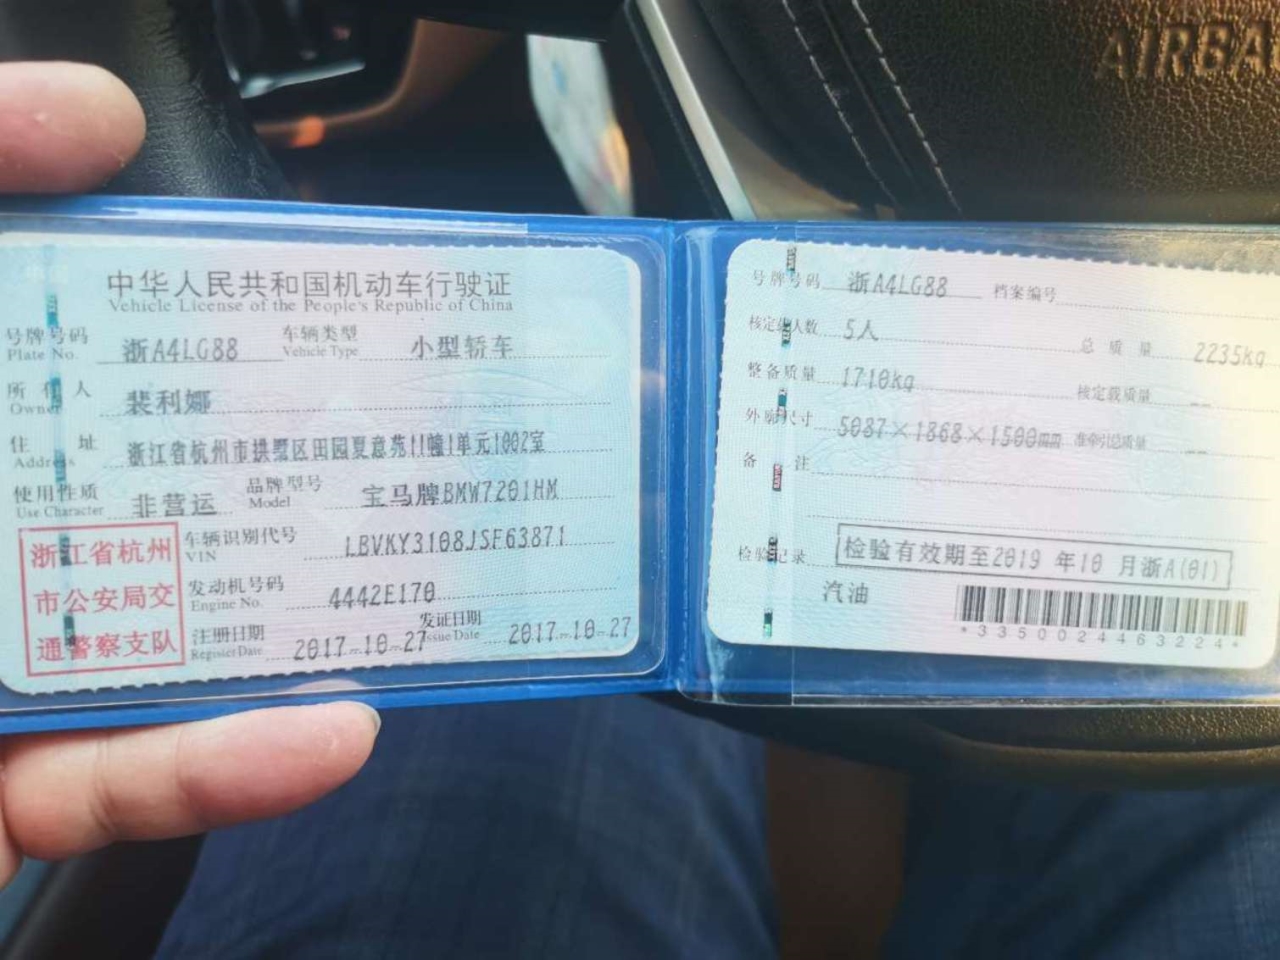 AIRBA
中华人民共和国机动车行驶证
Vehicle License of the People's Republic of China
号牌号码 浙A4LG88 车辆类型 小型轿车
Plate No. Vehicle Type
所有人 裴利娜
Owner
住址 浙江省杭州市拱墅区田园夏意苑11幢1单元1002室
Address
使用性质 非营运 品牌型号 宝马牌BMW7201HM
Use Character Model
浙江省杭州
市公安局交
通警察支队
车辆识别代号 LBVKY3108JSF63871
VIN
发动机号码 4442E170
Engine No.
注册日期 2017-10-27 发证日期 2017-10-27
Register Date Issue Date
号牌号码 浙A4LG88 档案编号
核定载人数 5人 总质量 2235kg
整备质量 1710kg 核定载质量 --
外廓尺寸 5087×1868×1500mm 准牵引总质量 --
备注
检验记录 检验有效期至2019年10月浙A(01)
汽油
*3350024463224*